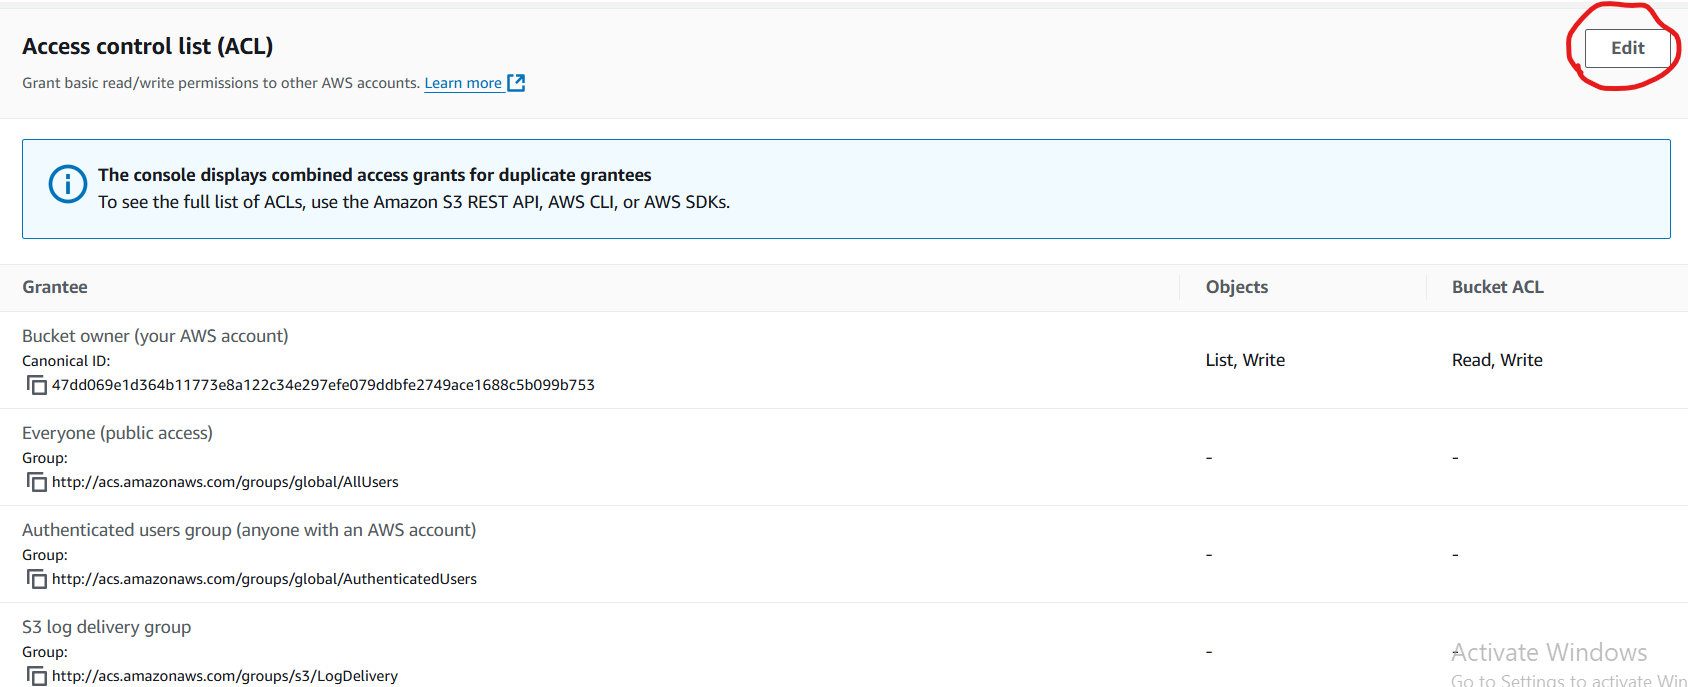 Access control list (ACL)
Edit
Grant basic read/write permissions to other AWS accounts. Learn more
The console displays combined access grants for duplicate grantees
To see the full list of ACLs, use the Amazon S3 REST API, AWS CLI, or AWS SDKs.
Grantee Objects Bucket ACL
Bucket owner (your AWS account)
Canonical ID:
List, Write Read, Write
47dd069e1d364b11773e8a122c34e297efe079ddbfe2749ace1688c5b099b753
Everyone (public access)
Group:
- -
http://acs.amazonaws.com/groups/global/AllUsers
Authenticated users group (anyone with an AWS account)
Group:
- -
http://acs.amazonaws.com/groups/global/AuthenticatedUsers
S3 log delivery group
Group:
- -
Activate Windows
http://acs.amazonaws.com/groups/s3/LogDelivery
Go to Settings to activate Win